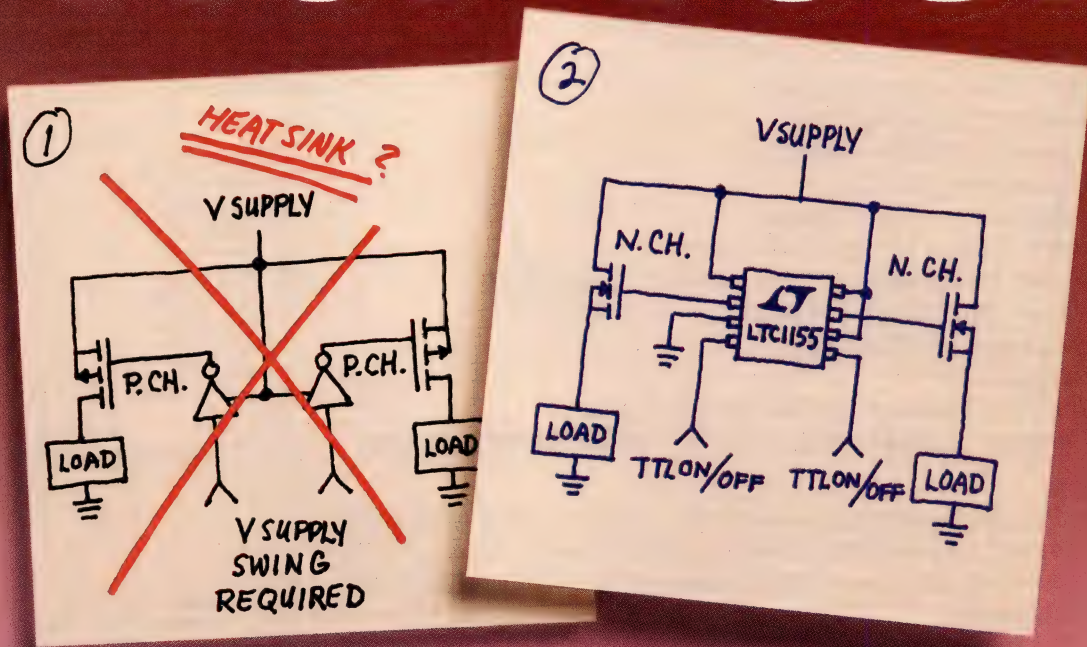 1
HEATSINK ?
V SUPPLY
P. CH.
P. CH.
LOAD
LOAD
V SUPPLY
SWING
REQUIRED
2
VSUPPLY
N. CH.
N. CH.
LT
LTC1155
LOAD
TTL ON/OFF
TTL ON/OFF
LOAD